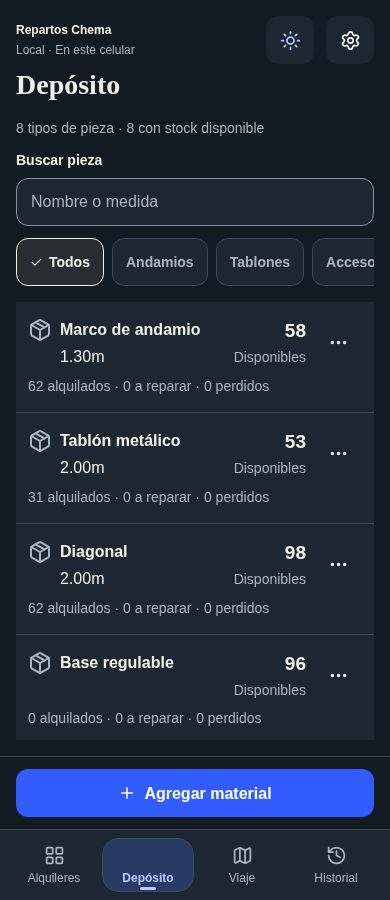 Repartos Chema
Local · En este celular
Depósito
8 tipos de pieza · 8 con stock disponible
Buscar pieza
Nombre o medida
Todos
Andamios
Tablones
Acceso
Marco de andamio
58
1.30m
Disponibles
62 alquilados · 0 a reparar · 0 perdidos
Tablón metálico
53
2.00m
Disponibles
31 alquilados · 0 a reparar · 0 perdidos
Diagonal
98
2.00m
Disponibles
62 alquilados · 0 a reparar · 0 perdidos
Base regulable
96
Disponibles
0 alquilados · 0 a reparar · 0 perdidos
Agregar material
Alquileres
Depósito
Viaje
Historial